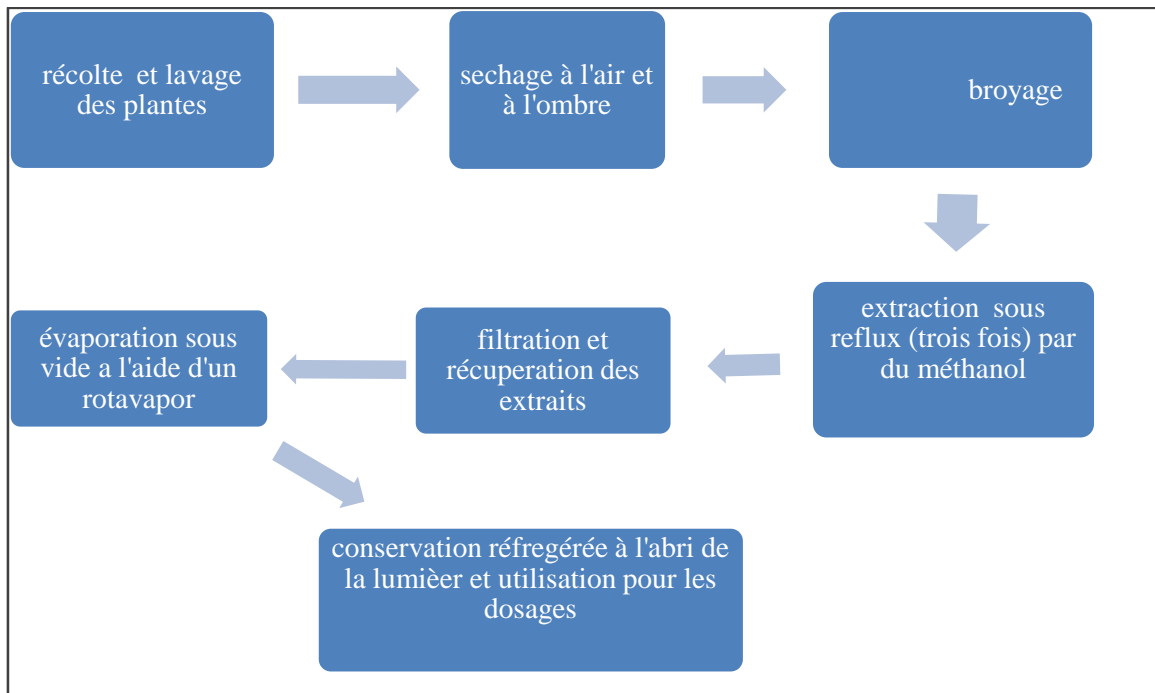 récolte et lavage
des plantes
sechage à l'air et
à l'ombre
broyage
extraction sous
reflux (trois fois) par
du méthanol
filtration et
récuperation des
extraits
évaporation sous
vide a l'aide d'un
rotavapor
conservation réfregérée à l'abri de
la lumièer et utilisation pour les
dosages